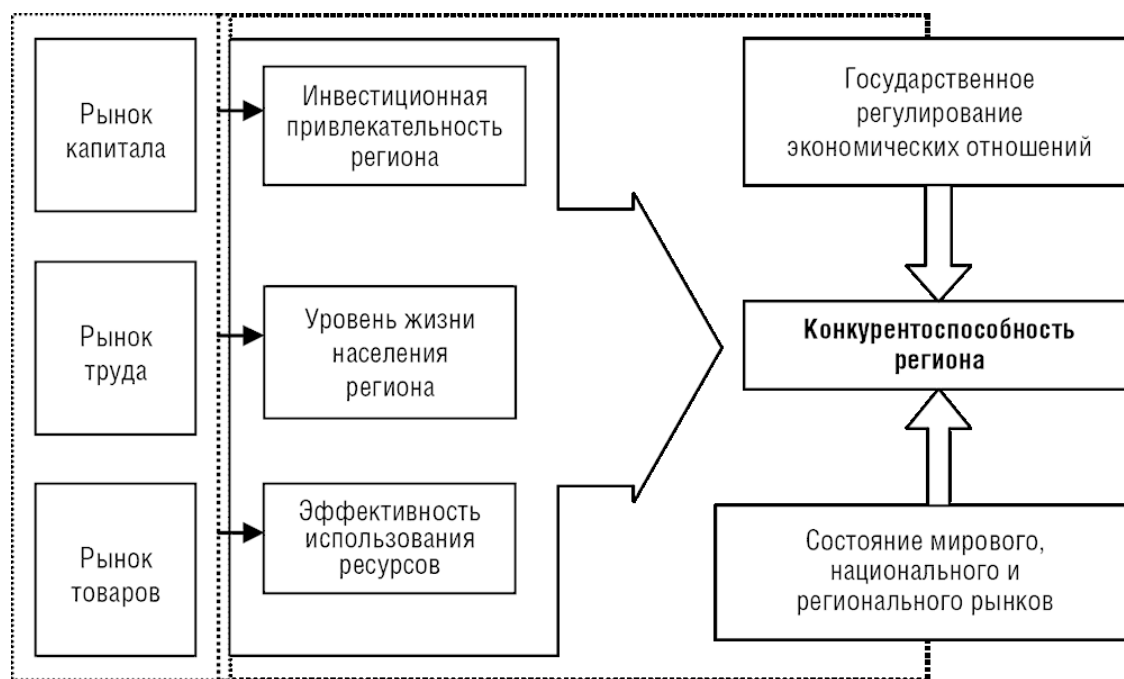 Рынок
капитала
Инвестиционная
привлекательность
региона
Государственное
регулирование
экономических отношений
Рынок
труда
Уровень жизни
населения
региона
Конкурентоспособность
региона
Рынок
товаров
Эффективность
использования
ресурсов
Состояние мирового,
национального и
регионального рынков